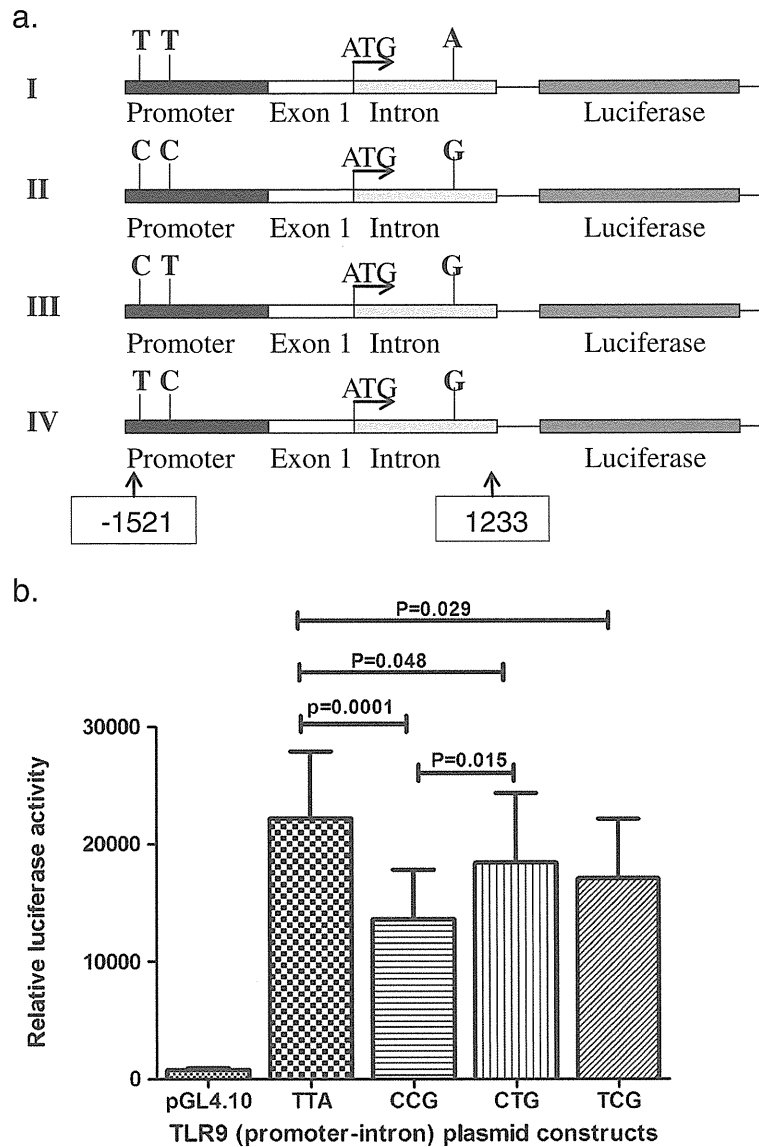 a.
T T ATG A
I
Promoter Exon 1 Intron Luciferase
C C ATG G
II
Promoter Exon 1 Intron Luciferase
C T ATG G
III
Promoter Exon 1 Intron Luciferase
T C ATG G
IV
Promoter Exon 1 Intron Luciferase
-1521 1233
b.
P=0.029
P=0.048
p=0.0001
P=0.015
Relative luciferase activity
30000
20000
10000
0
pGL4.10 TTA CCG CTG TCG
TLR9 (promoter-intron) plasmid constructs